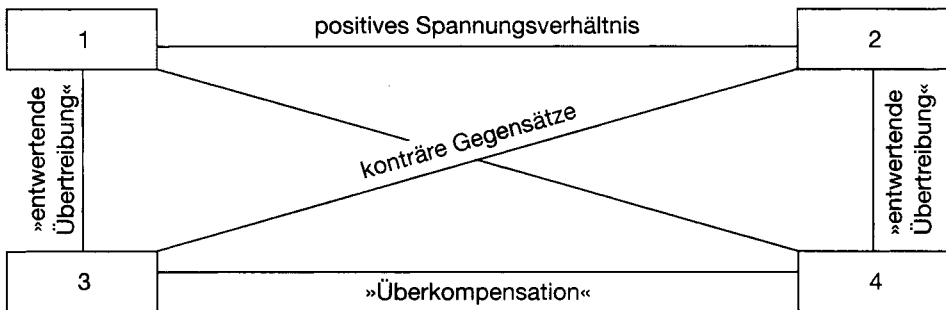 positives Spannungsverhältnis
1
2
»entwertende
Übertreibung«
konträre Gegensätze
»entwertende
Übertreibung«
3
4
»Überkompensation«